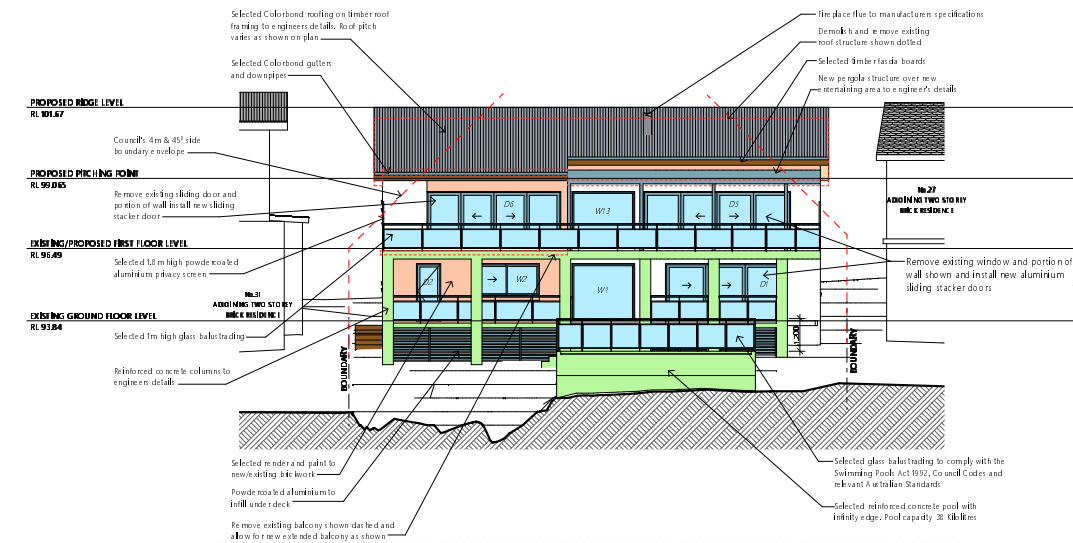 Selected Colorbond roofing on timber roof
framing to engineers details. Roof pitch
varies as shown on plan
Selected Colorbond gutters
and downpipes
Fireplace flue to manufacturers specifications
Demolish and remove existing
roof structure shown dotted
Selected timber fascia boards
New pergola structure over new
entertaining area to engineer's details
PROPOSED RIDGE LEVEL
RL 101.67
Council's 4m & 45° side
boundary envelope
PROPOSED PITCHING POINT
RL 99.065
Remove existing sliding door and
portion of wall install new sliding
stacker door
EXISTING/PROPOSED FIRST FLOOR LEVEL
RL 96.49
Selected 1.8m high powdercoated
aluminium privacy screen
No.31
ADJOINING TWO STOREY
BRICK RESIDENCE
EXISTING GROUND FLOOR LEVEL
RL 93.84
Selected 1m high glass balustrading
Reinforced concrete columns to
engineers details
D6
W13
D5
D2
W2
W1
D1
No.27
ADJOINING TWO STOREY
BRICK RESIDENCE
Remove existing window and portion of
wall shown and install new aluminium
sliding stacker doors
1,200
BOUNDARY
BOUNDARY
Selected render and paint to
new/existing brickwork
Powdercoated aluminium to
infill under deck
Remove existing balcony shown dashed and
allow for new extended balcony as shown
Selected glass balustrading to comply with the
Swimming Pools Act 1992, Council Codes and
relevant Australian Standards
Selected reinforced concrete pool with
infinity edge. Pool capacity 38 Kilolitres